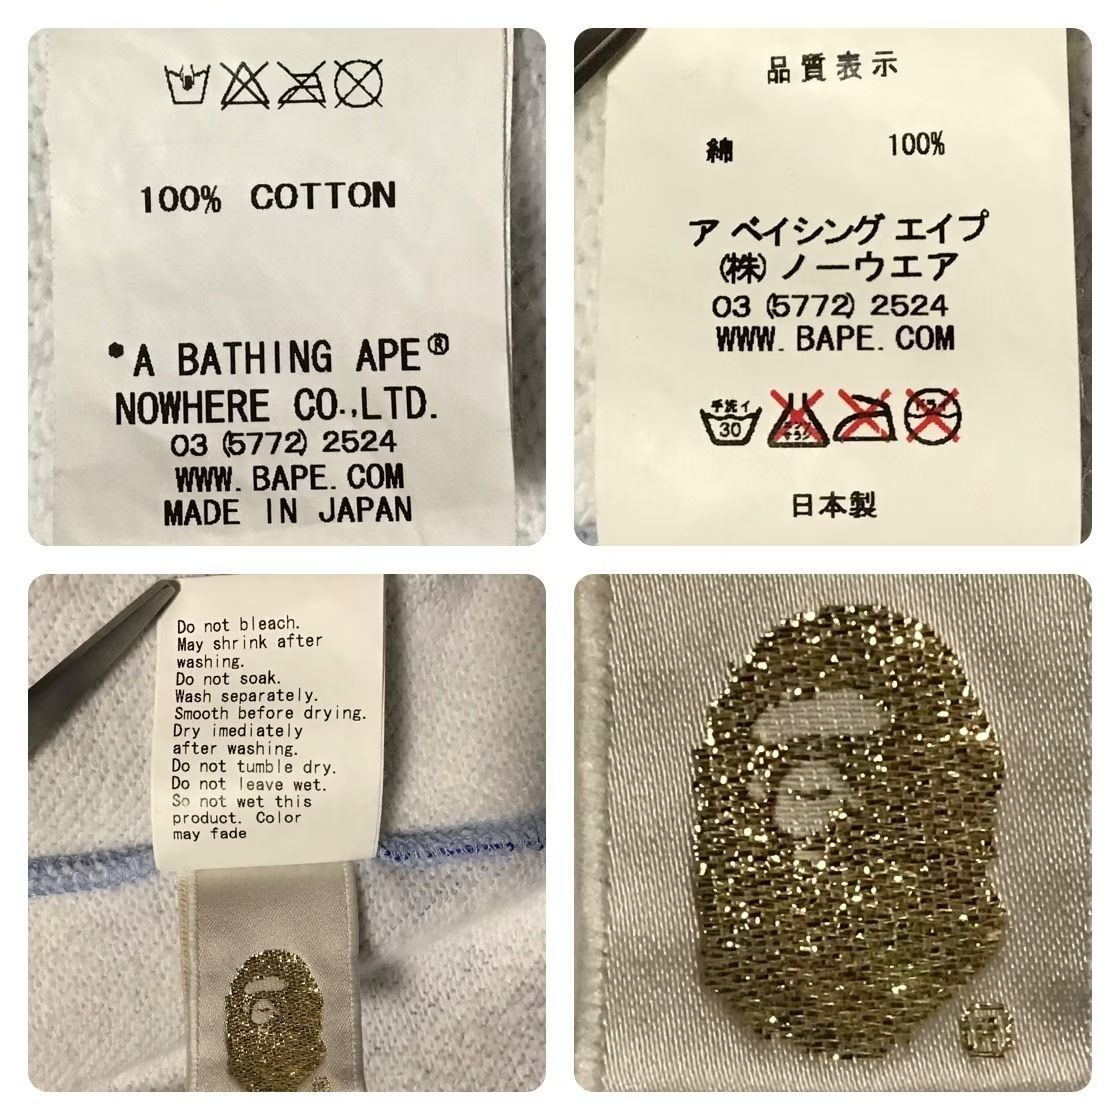 100% COTTON
*A BATHING APE®
NOWHERE CO.,LTD.
03 (5772) 2524
WWW. BAPE. COM
MADE IN JAPAN
品質表示
綿 100%
ア ベイシング エイプ
(株) ノーウエア
03 (5772) 2524
WWW. BAPE. COM
手洗イ
30
日本製
Do not bleach.
May shrink after
washing.
Do not soak.
Wash separately.
Smooth before drying.
Dry imediately
after washing.
Do not tumble dry.
Do not leave wet.
So not wet this
product. Color
may fade